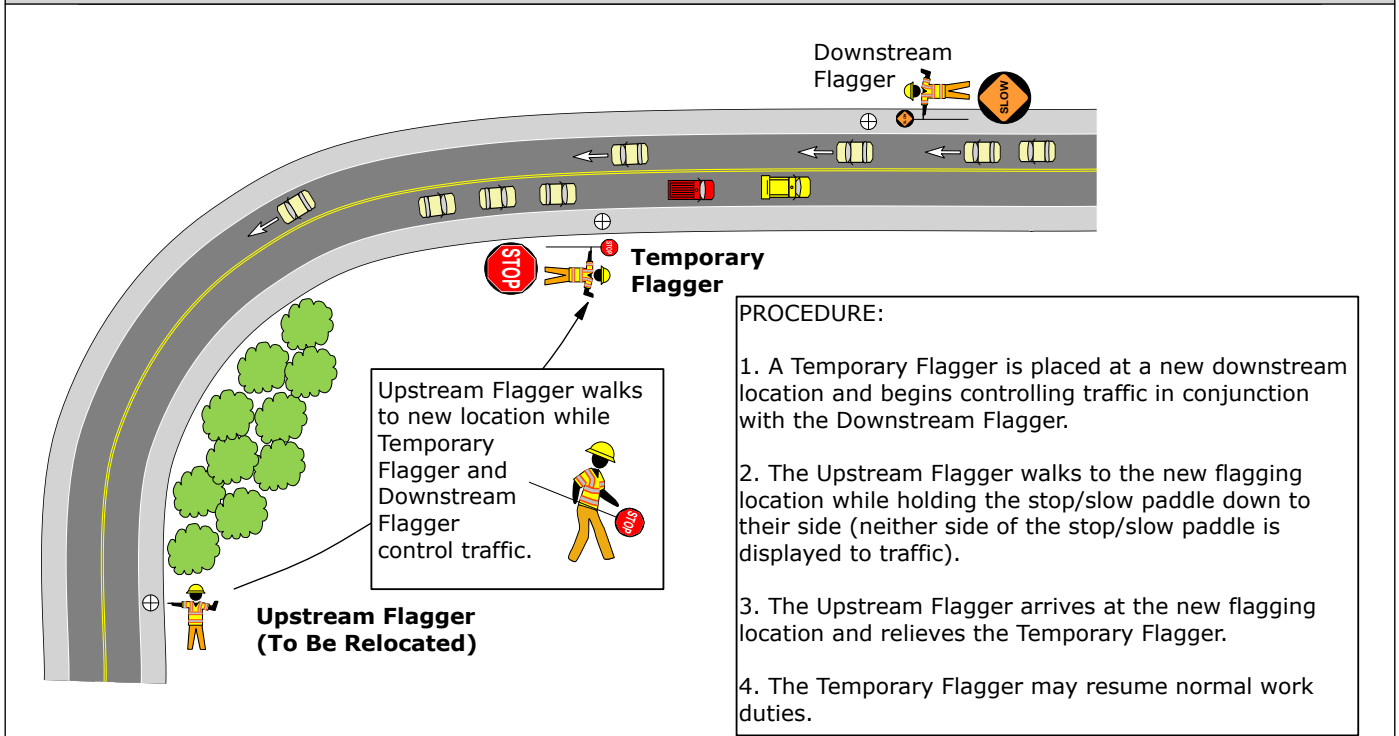 Downstream
Flagger
SLOW
SLOW
STOP
STOP
Temporary
Flagger
Upstream Flagger walks
to new location while
Temporary
Flagger and
Downstream
Flagger
control traffic.
STOP
Upstream Flagger
(To Be Relocated)
PROCEDURE:
1. A Temporary Flagger is placed at a new downstream
location and begins controlling traffic in conjunction
with the Downstream Flagger.
2. The Upstream Flagger walks to the new flagging
location while holding the stop/slow paddle down to
their side (neither side of the stop/slow paddle is
displayed to traffic).
3. The Upstream Flagger arrives at the new flagging
location and relieves the Temporary Flagger.
4. The Temporary Flagger may resume normal work
duties.